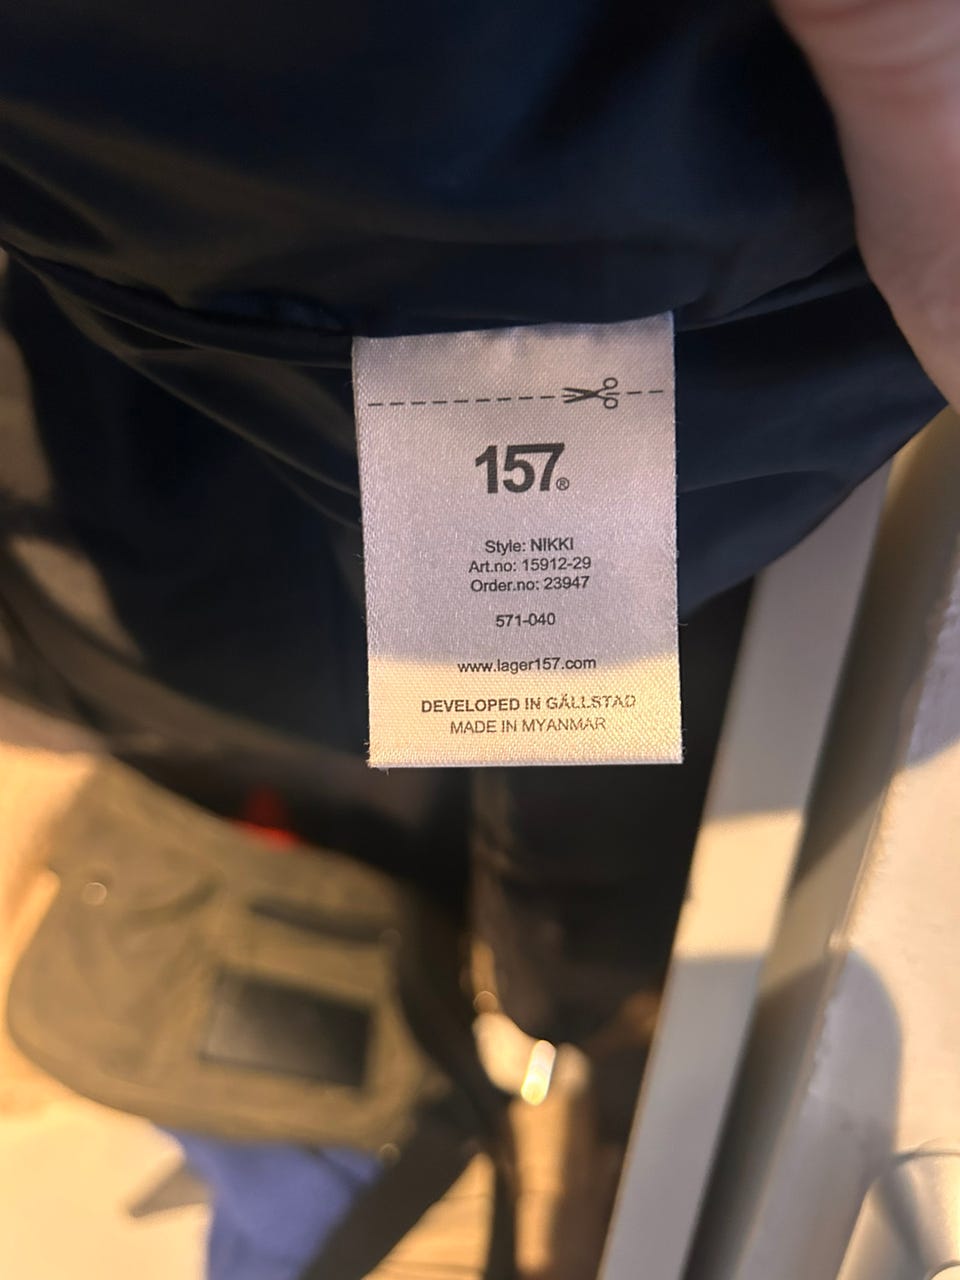 157®
Style: NIKKI
Art.no: 15912-29
Order.no: 23947
571-040
www.lager157.com
DEVELOPED IN GÄLLSTAD
MADE IN MYANMAR